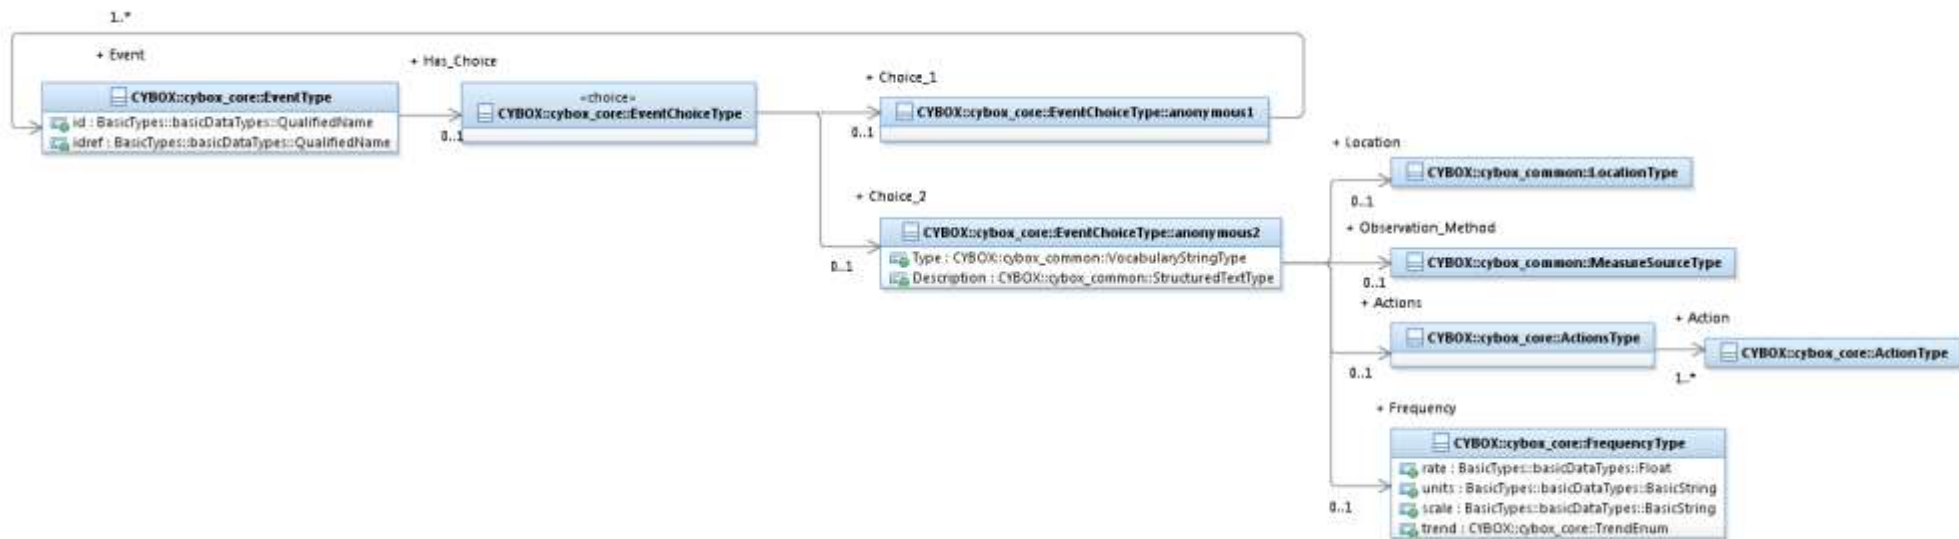 1..*
+ Event
CYBOX::cybox_core::EventType
id : BasicTypes::basicDataTypes::QualifiedName
idref : BasicTypes::basicDataTypes::QualifiedName
+ Has_Choice
0..1
«choice»
CYBOX::cybox_core::EventChoiceType
+ Choice_1
0..1
CYBOX::cybox_core::EventChoiceType::anonymous1
+ Choice_2
0..1
CYBOX::cybox_core::EventChoiceType::anonymous2
Type : CYBOX::cybox_common::VocabularyStringType
Description : CYBOX::cybox_common::StructuredTextType
+ Location
0..1
CYBOX::cybox_common::LocationType
+ Observation_Method
0..1
CYBOX::cybox_common::MeasureSourceType
+ Actions
0..1
CYBOX::cybox_core::ActionsType
+ Action
1..*
CYBOX::cybox_core::ActionType
+ Frequency
0..1
CYBOX::cybox_core::FrequencyType
rate : BasicTypes::basicDataTypes::Float
units : BasicTypes::basicDataTypes::BasicString
scale : BasicTypes::basicDataTypes::BasicString
trend : CYBOX::cybox_core::TrendEnum